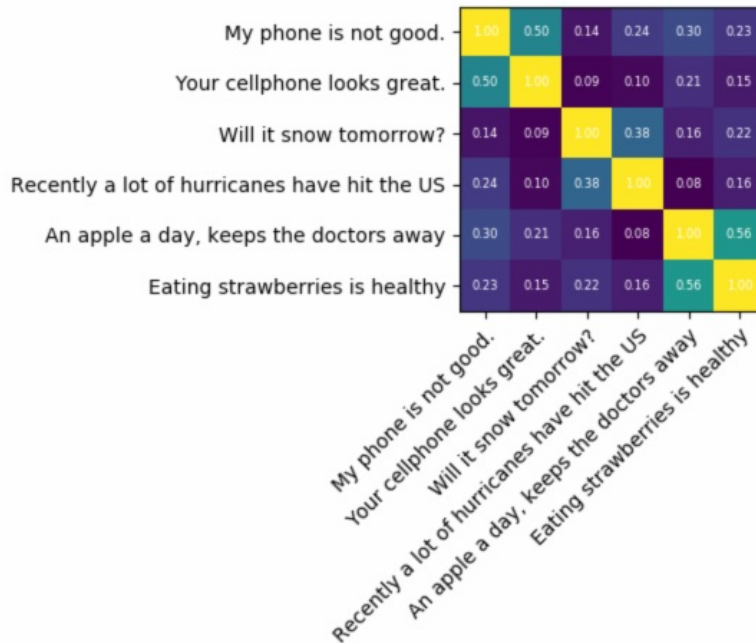 My phone is not good. 1.00 0.50 0.14 0.24 0.30 0.23
Your cellphone looks great. 0.50 1.00 0.09 0.10 0.21 0.15
Will it snow tomorrow? 0.14 0.09 1.00 0.38 0.16 0.22
Recently a lot of hurricanes have hit the US 0.24 0.10 0.38 1.00 0.08 0.16
An apple a day, keeps the doctors away 0.30 0.21 0.16 0.08 1.00 0.56
Eating strawberries is healthy 0.23 0.15 0.22 0.16 0.56 1.00
My phone is not good.
Your cellphone looks great.
Will it snow tomorrow?
Recently a lot of hurricanes have hit the US
An apple a day, keeps the doctors away
Eating strawberries is healthy